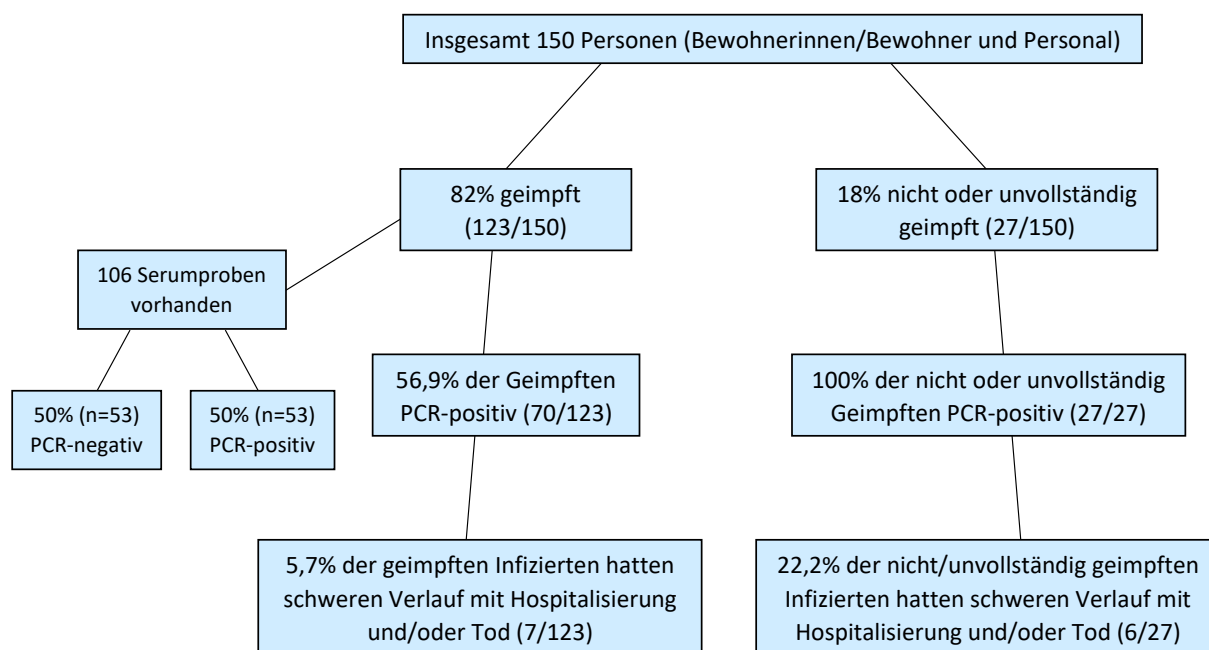 Insgesamt 150 Personen (Bewohnerinnen/Bewohner und Personal)
82% geimpft
(123/150)
18% nicht oder unvollständig
geimpft (27/150)
106 Serumproben
vorhanden
50% (n=53)
PCR-negativ
50% (n=53)
PCR-positiv
56,9% der Geimpften
PCR-positiv (70/123)
100% der nicht oder unvollständig
Geimpften PCR-positiv (27/27)
5,7% der geimpften Infizierten hatten
schweren Verlauf mit Hospitalisierung
und/oder Tod (7/123)
22,2% der nicht/unvollständig geimpften
Infizierten hatten schweren Verlauf mit
Hospitalisierung und/oder Tod (6/27)